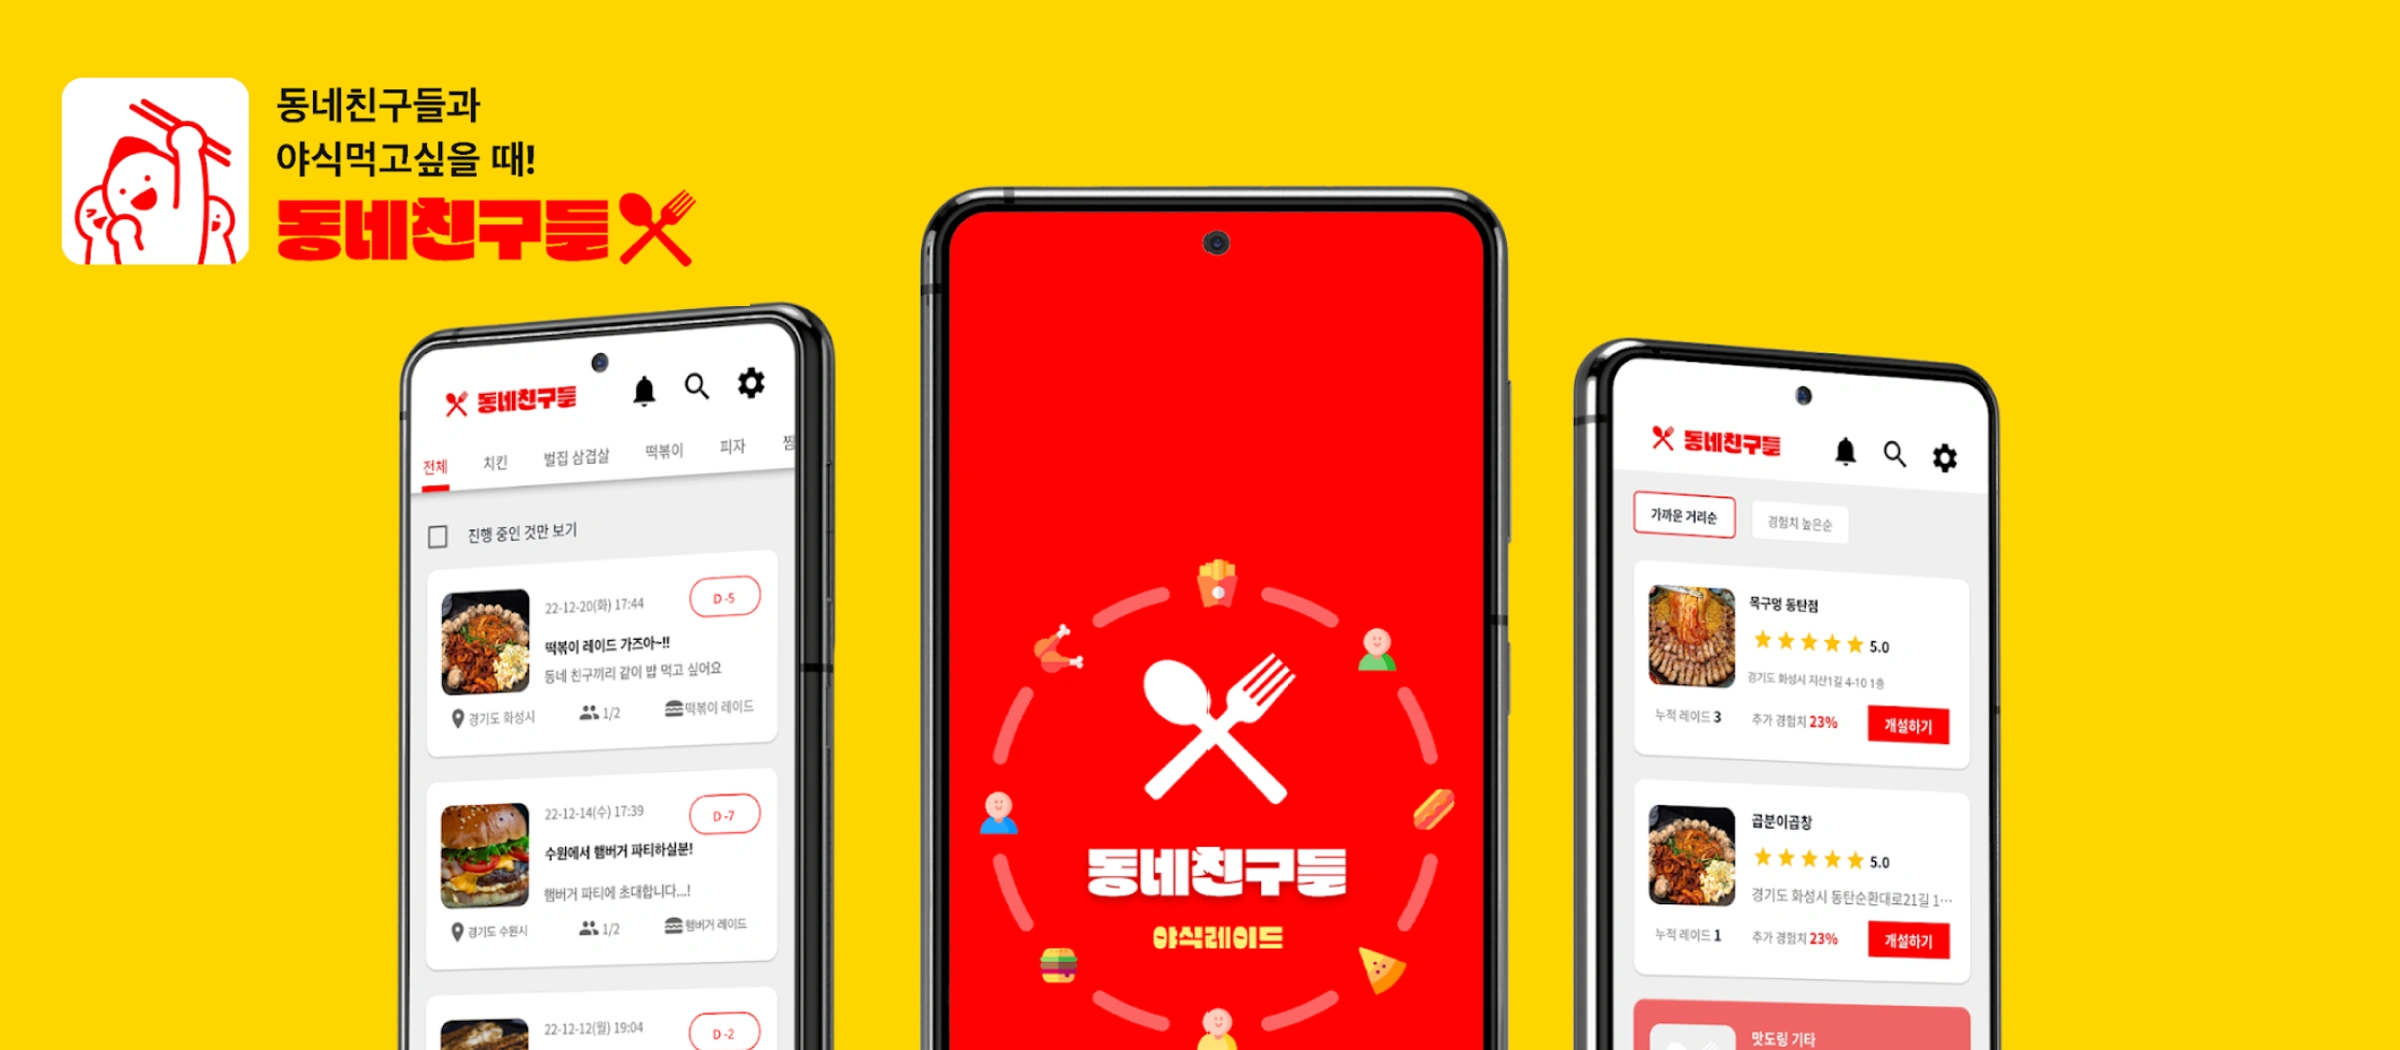 동네친구들과
야식먹고싶을 때!
동네친구들
동네친구들
전체 치킨 벌집 삼겹살 떡볶이 피자 찜
진행 중인 것만 보기
22-12-20(화) 17:44
D -5
떡볶이 레이드 가즈아~!!
동네 친구끼리 같이 밥 먹고 싶어요
경기도 화성시 1/2 떡볶이 레이드
22-12-14(수) 17:39
D -7
수원에서 햄버거 파티하실분!
햄버거 파티에 초대합니다...!
경기도 수원시 1/2 햄버거 레이드
22-12-12(월) 19:04
D -2
동네친구들
야식레이드
동네친구들
가까운 거리순 경험치 높은순
목구멍 동탄점
5.0
경기도 화성시 지산1길 4-10 1층
누적 레이드 3 추가 경험치 23% 개설하기
곱분이곱창
5.0
경기도 화성시 동탄순환대로21길 1···
누적 레이드 1 추가 경험치 23% 개설하기
맛도링 기타